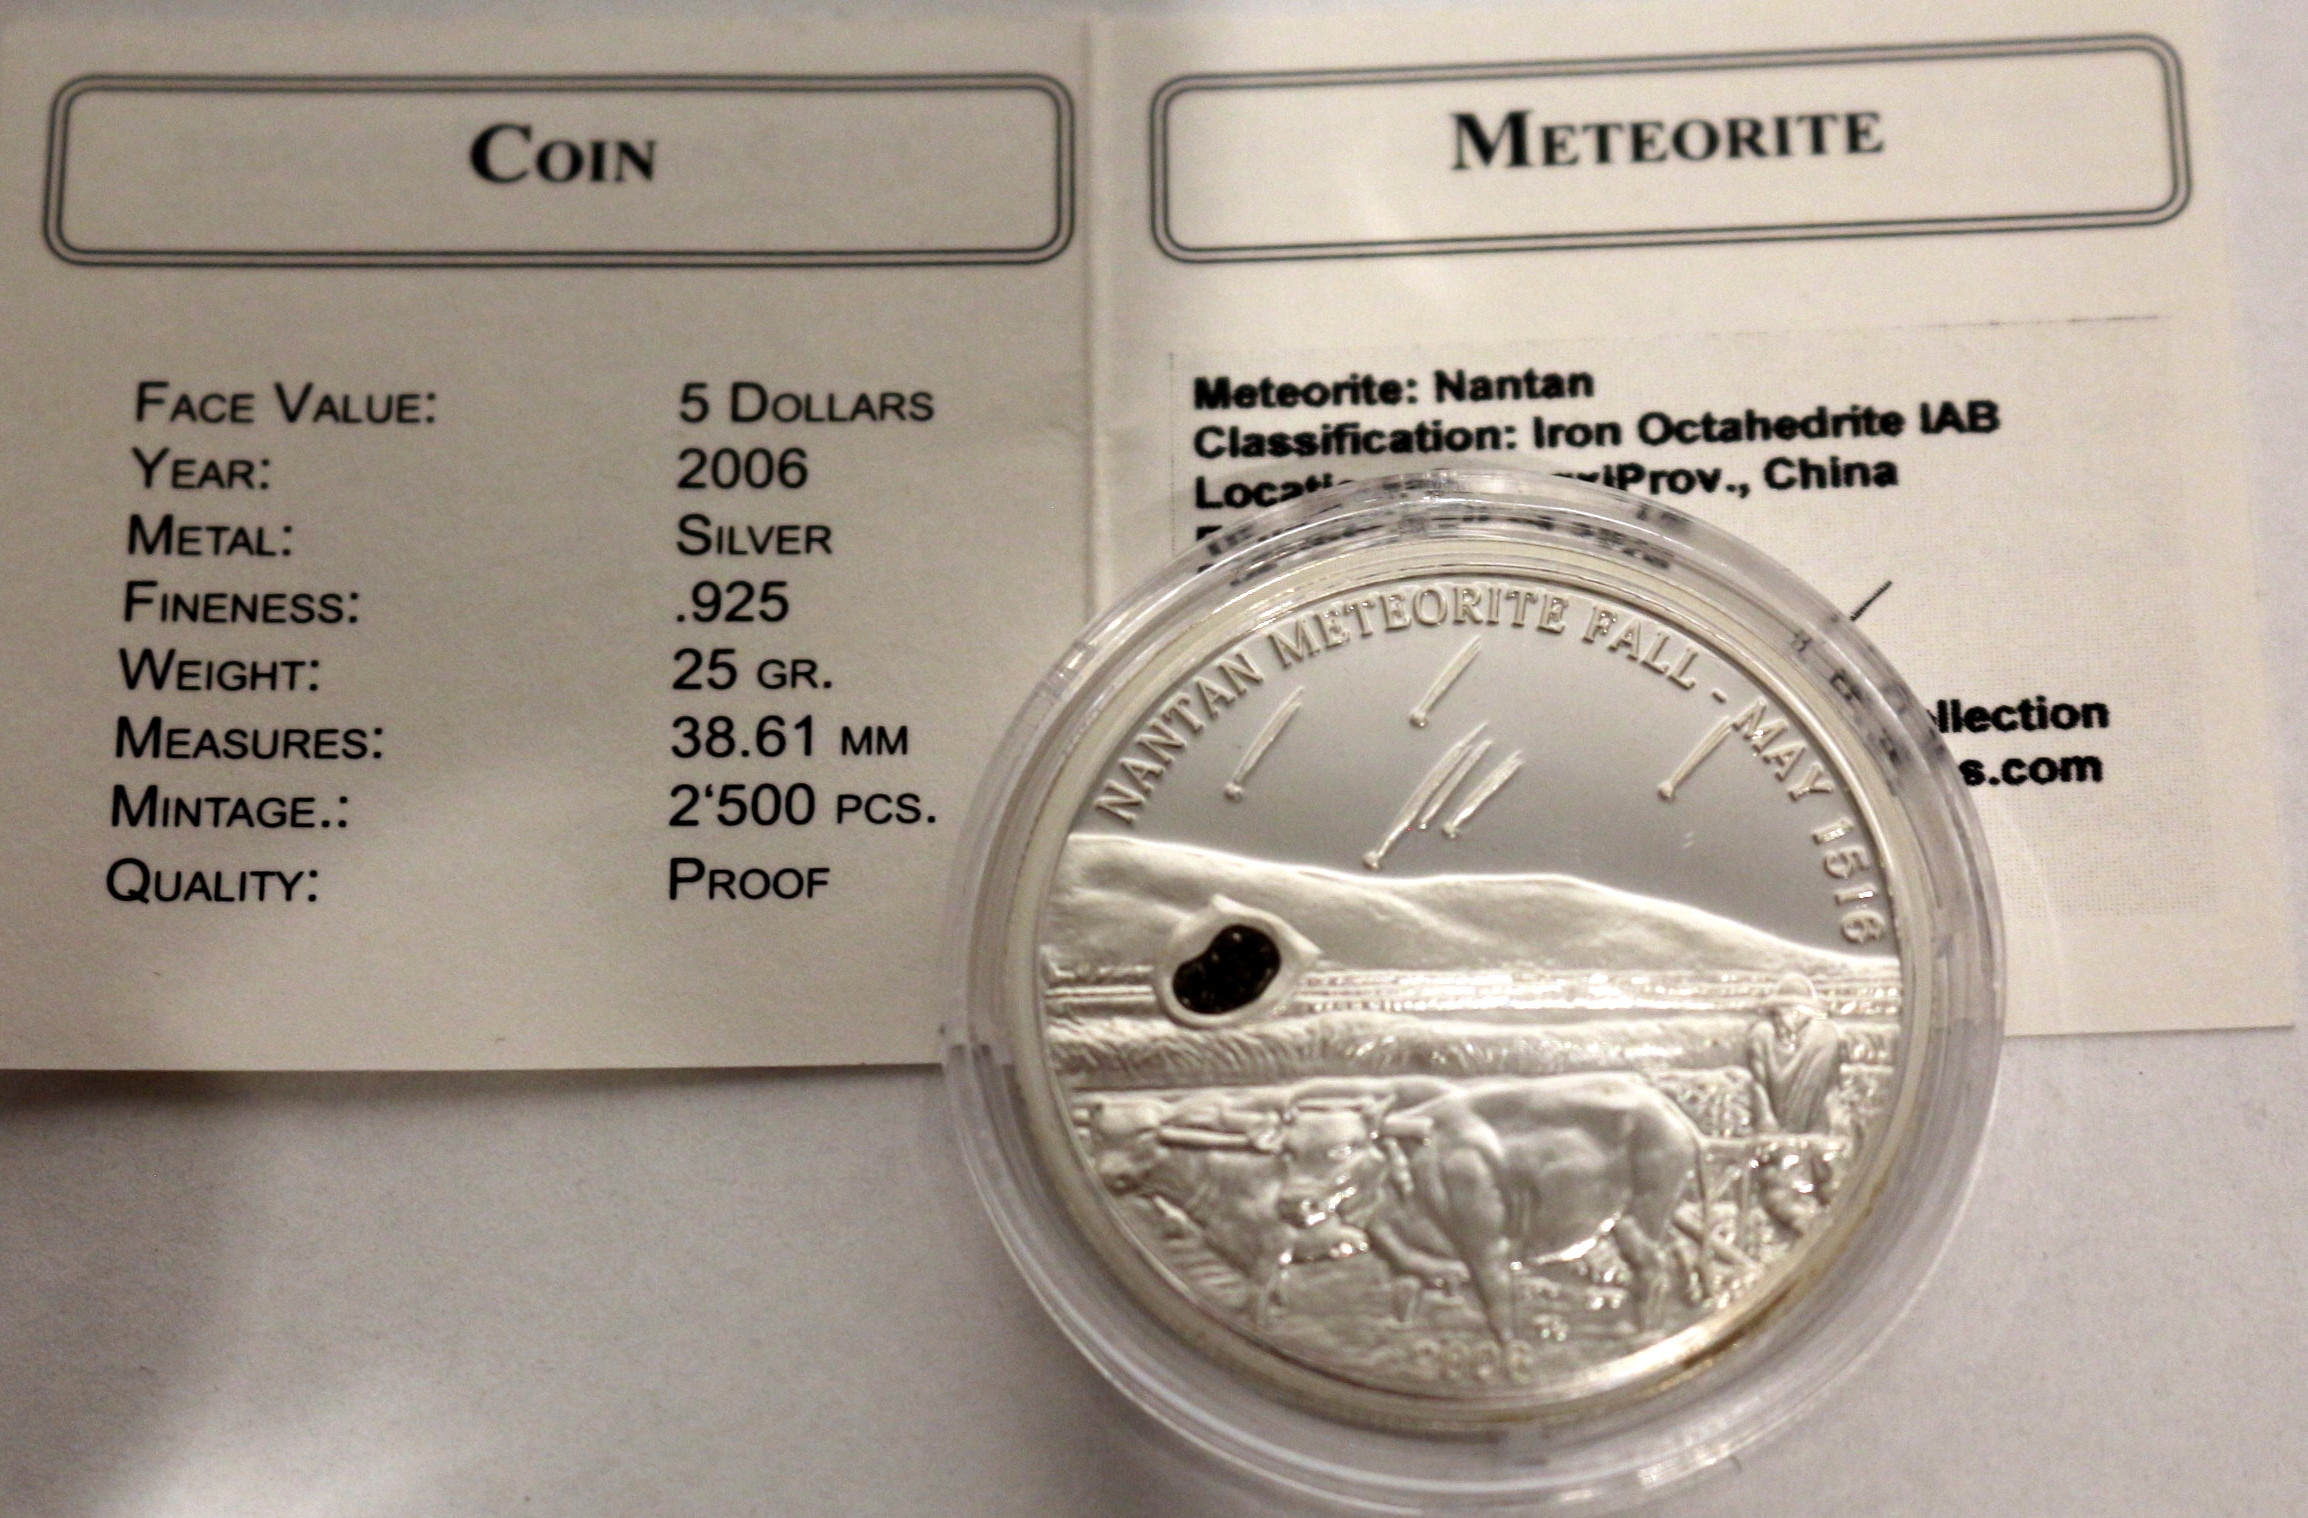 COIN
FACE VALUE: 5 DOLLARS
YEAR: 2006
METAL: SILVER
FINENESS: .925
WEIGHT: 25 GR.
MEASURES: 38.61 MM
MINTAGE.: 2‘500 PCS.
QUALITY: PROOF
METEORITE
Meteorite: Nantan
Classification: Iron Octahedrite IAB
Prov., China
llection
s.com
NANTAN METEORITE FALL - MAY 1516
2006